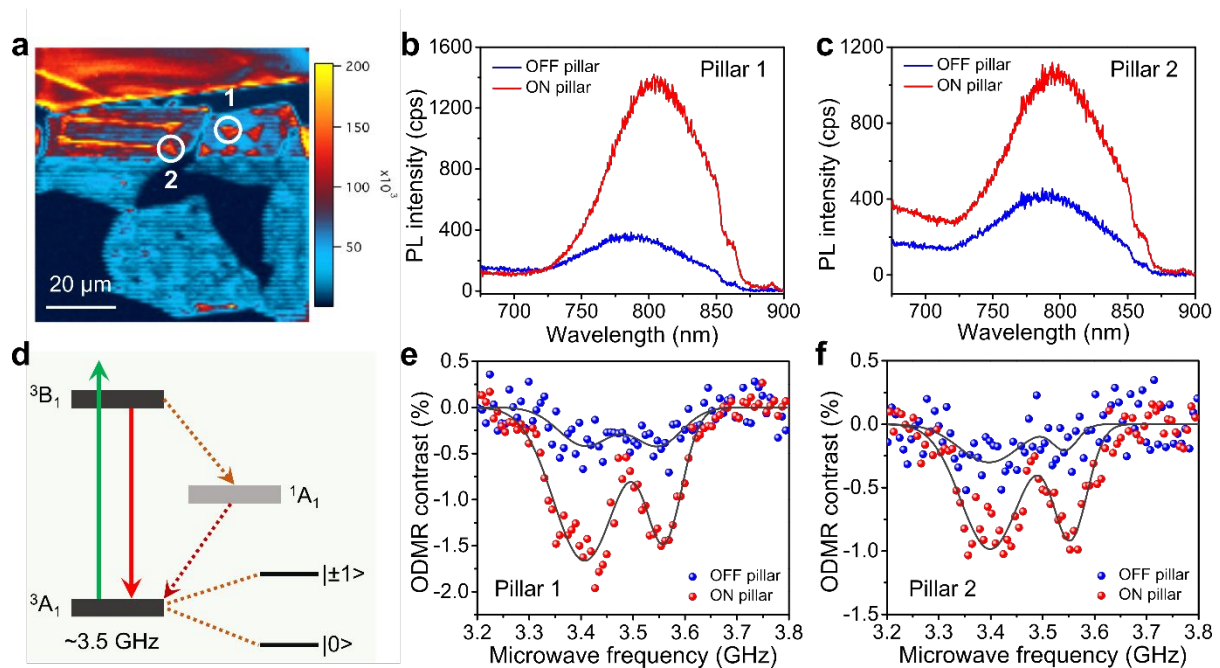 a
1
2
20 μm
200
150
100
50
x10³
b
1600
1200
800
400
0
OFF pillar
ON pillar
Pillar 1
PL intensity (cps)
700 750 800 850 900
Wavelength (nm)
c
1200
800
400
0
OFF pillar
ON pillar
Pillar 2
PL intensity (cps)
700 750 800 850 900
Wavelength (nm)
d
³B₁
¹A₁
³A₁
|±1>
|0>
~3.5 GHz
e
0.5
0.0
-0.5
-1.0
-1.5
-2.0
ODMR contrast (%)
Pillar 1
OFF pillar
ON pillar
3.2 3.3 3.4 3.5 3.6 3.7 3.8
Microwave frequency (GHz)
f
0.5
0.0
-0.5
-1.0
-1.5
ODMR contrast (%)
Pillar 2
OFF pillar
ON pillar
3.2 3.3 3.4 3.5 3.6 3.7 3.8
Microwave frequency (GHz)